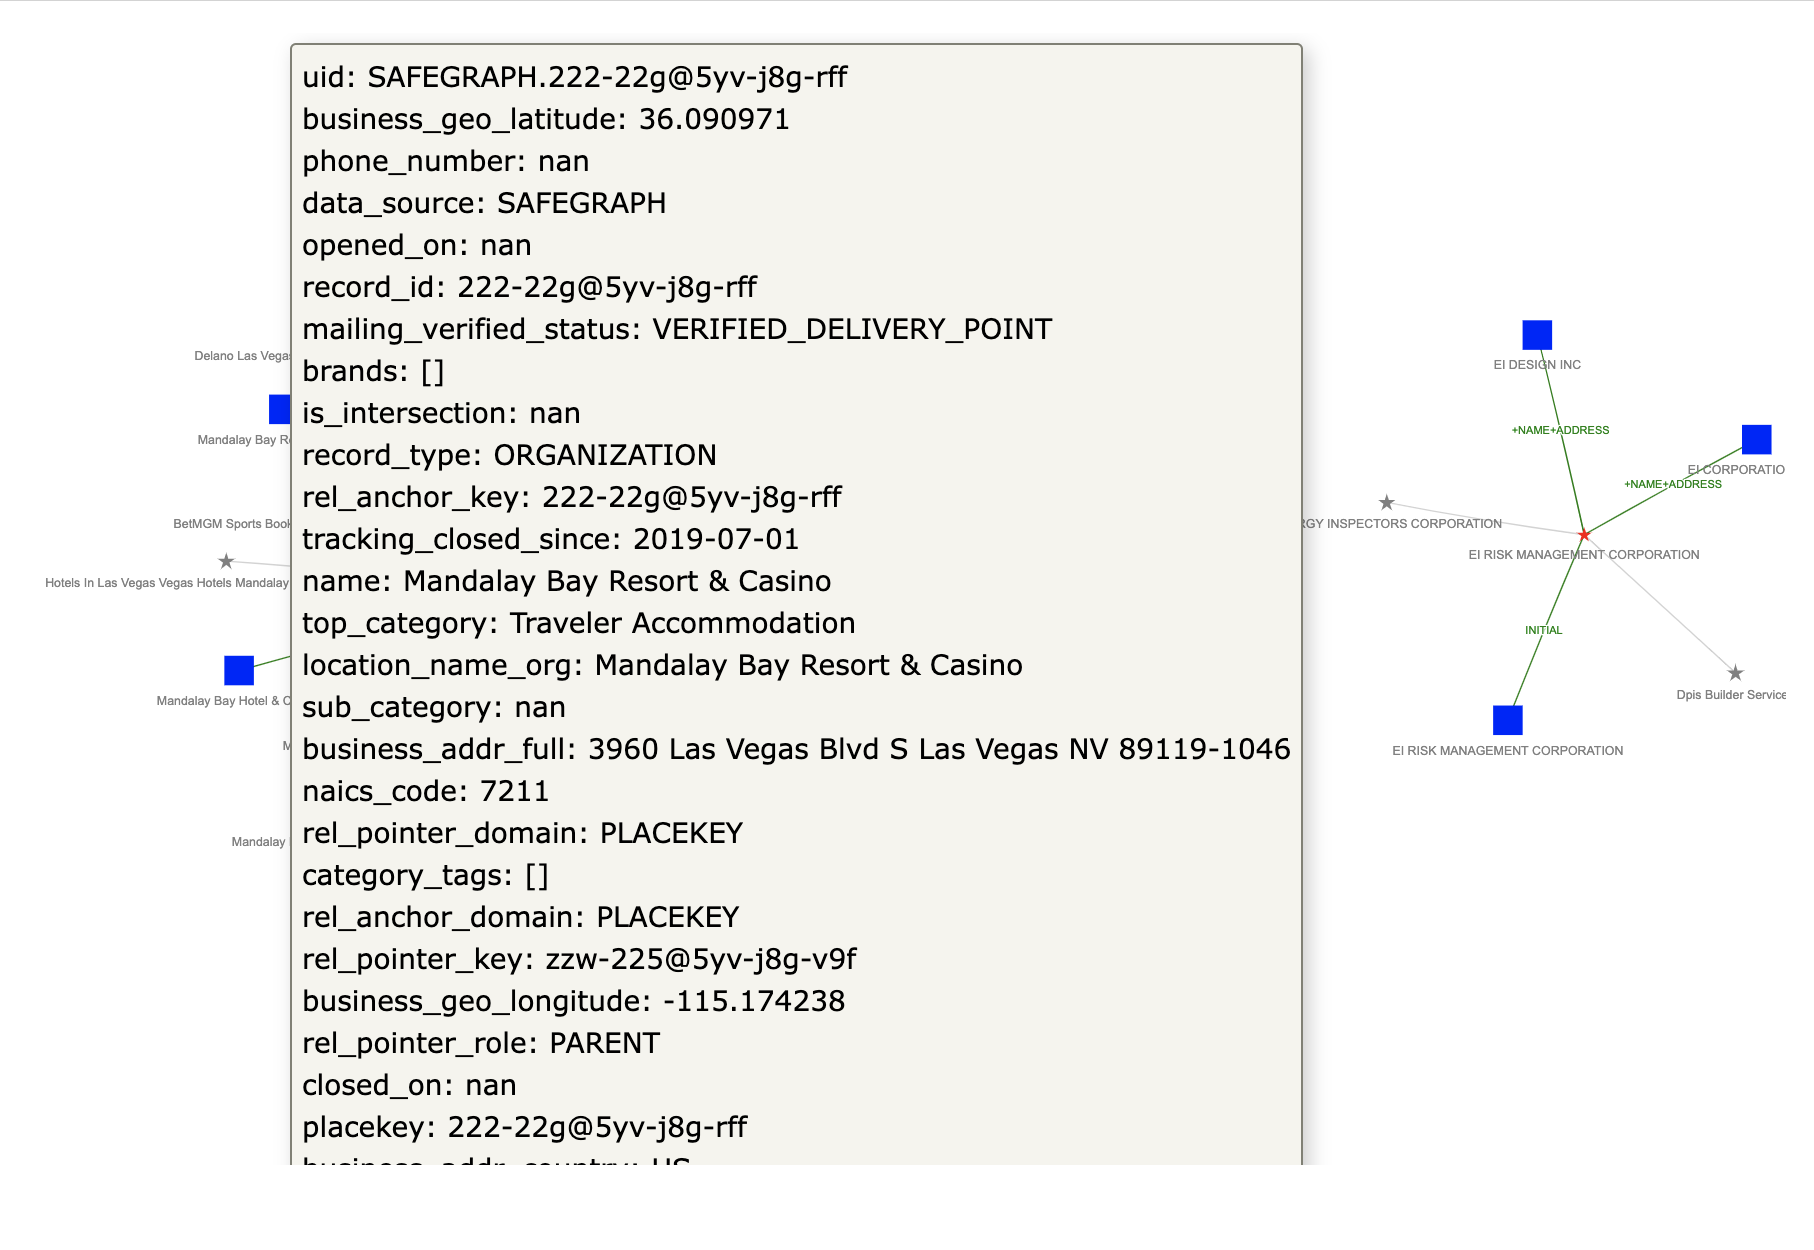 uid: SAFEGRAPH.222-22g@5yv-j8g-rff
business_geo_latitude: 36.090971
phone_number: nan
data_source: SAFEGRAPH
opened_on: nan
record_id: 222-22g@5yv-j8g-rff
mailing_verified_status: VERIFIED_DELIVERY_POINT
brands: []
is_intersection: nan
record_type: ORGANIZATION
rel_anchor_key: 222-22g@5yv-j8g-rff
tracking_closed_since: 2019-07-01
name: Mandalay Bay Resort & Casino
top_category: Traveler Accommodation
location_name_org: Mandalay Bay Resort & Casino
sub_category: nan
business_addr_full: 3960 Las Vegas Blvd S Las Vegas NV 89119-1046
naics_code: 7211
rel_pointer_domain: PLACEKEY
category_tags: []
rel_anchor_domain: PLACEKEY
rel_pointer_key: zzw-225@5yv-j8g-v9f
business_geo_longitude: -115.174238
rel_pointer_role: PARENT
closed_on: nan
placekey: 222-22g@5yv-j8g-rff
business_addr_country: US
Delano Las Vegas
Mandalay Bay Re
BetMGM Sports Book
Hotels In Las Vegas Vegas Hotels Mandalay
Mandalay Bay Hotel & C
M
Mandalay
EI DESIGN INC
+NAME+ADDRESS
EI CORPORATIO
+NAME+ADDRESS
RGY INSPECTORS CORPORATION
EI RISK MANAGEMENT CORPORATION
INITIAL
Dpis Builder Service
EI RISK MANAGEMENT CORPORATION